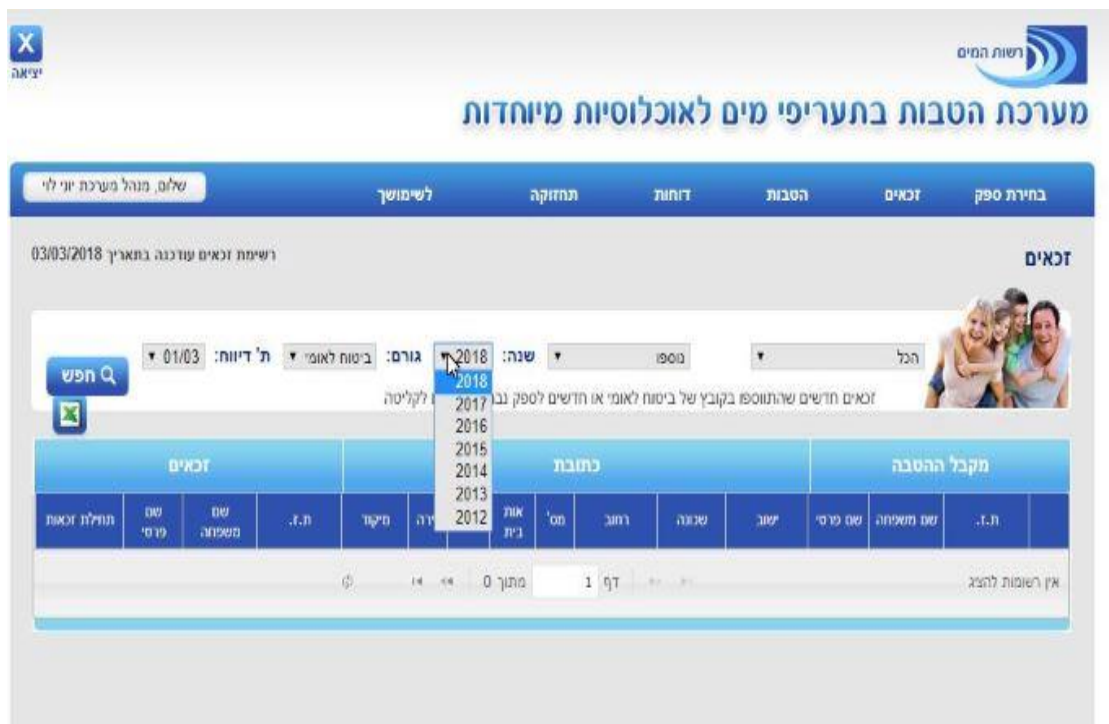 רשות המים
X
יציאה
מערכת הטבות בתעריפי מים לאוכלוסיות מיוחדות
בחירת ספק זכאים הטבות דוחות תחזוקה לשימושך שלום, מנהל מערכת יוני לוי
זכאים רשימת זכאים עודכנה בתאריך 03/03/2018
הכל נוספו שנה: 2018 גורם: ביטוח לאומי ת' דיווח: 01/03 חפש
2018
2017
2016
2015
2014
2013
2012
זכאים חדשים שהתווספו בקובץ של ביטוח לאומי או חדשים לספק לקליטה
מקבל ההטבה כתובת זכאים
ת.ז. שם משפחה שם פרטי ישוב שכונה רחוב מס' אות בית מיקוד ת.ז. שם משפחה שם פרטי תחילת זכאות
אין רשומות להציג דף 1 מתוך 0